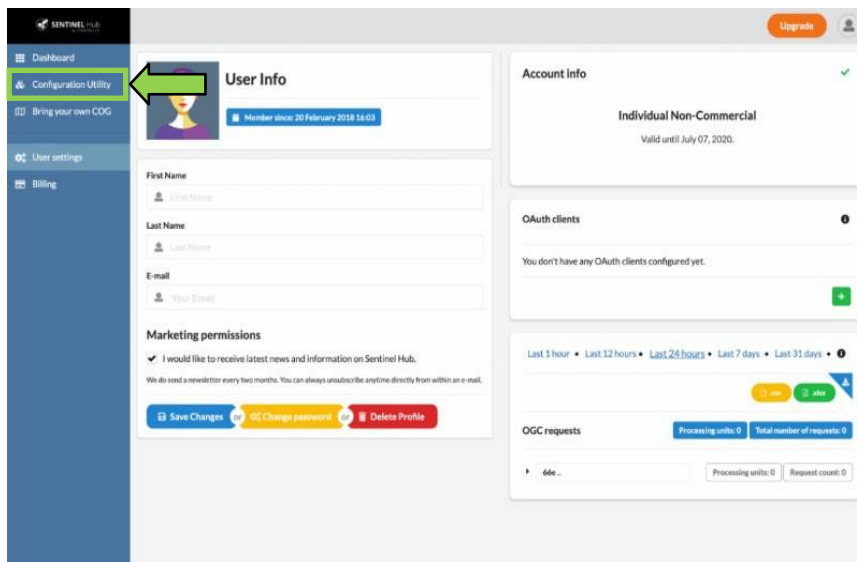 SENTINEL Hub
Upgrade
Dashboard
Configuration Utility
Bring your own COG
User settings
Billing
User Info
Member since: 20 February 2018 16:03
First Name
First Name
Last Name
Last Name
E-mail
Your Email
Marketing permissions
I would like to receive latest news and information on Sentinel Hub.
We do send a newsletter every two months. You can always unsubscribe anytime directly from within an e-mail.
Save Changes or Change password or Delete Profile
Account info
Individual Non-Commercial
Valid until July 07, 2020.
OAuth clients
You don't have any OAuth clients configured yet.
Last 1 hour • Last 12 hours • Last 24 hours • Last 7 days • Last 31 days •
.csv .xlsx
OGC requests Processing units: 0 Total number of requests: 0
66e... Processing units: 0 Request count: 0